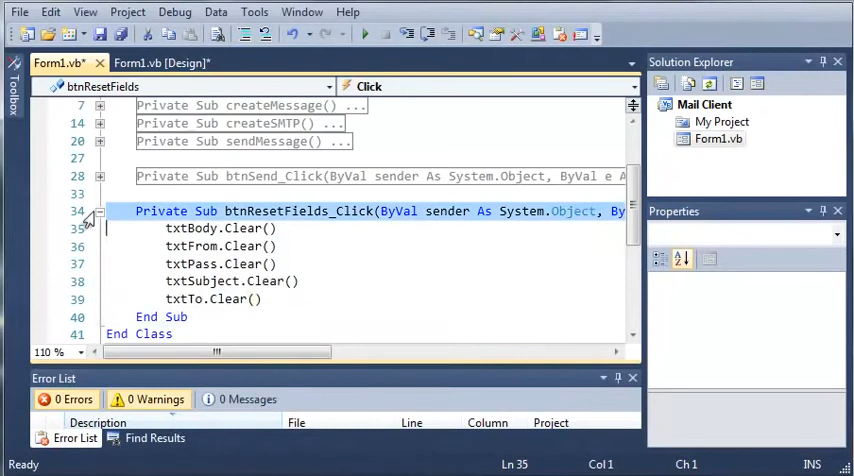 File Edit View Project Debug Data Tools Window Help
Form1.vb* Form1.vb [Design]*
Toolbox
btnResetFields Click
7 Private Sub createMessage() ...
14 Private Sub createSMTP() ...
20 Private Sub sendMessage() ...
27
28 Private Sub btnSend_Click(ByVal sender As System.Object, ByVal e A
33
34 Private Sub btnResetFields_Click(ByVal sender As System.Object, By
35 txtBody.Clear()
36 txtFrom.Clear()
37 txtPass.Clear()
38 txtSubject.Clear()
39 txtTo.Clear()
40 End Sub
41 End Class
110 %
Solution Explorer
Mail Client
My Project
Form1.vb
Properties
Error List
0 Errors 0 Warnings 0 Messages
Description File Line Column Project
Error List Find Results
Ready Ln 35 Col 1 Ch 1 INS